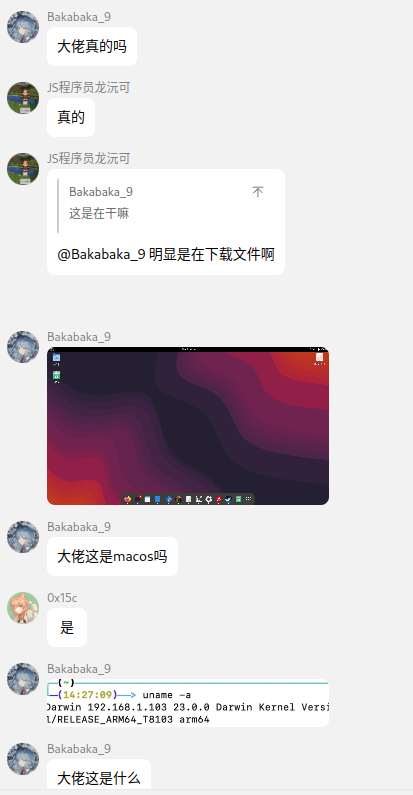 Bakabaka_9
大佬真的吗
JS程序员龙沅可
真的
JS程序员龙沅可
Bakabaka_9
这是在干嘛
@Bakabaka_9 明显是在下载文件啊
Bakabaka_9
Bakabaka_9
大佬这是macos吗
0x15c
是
Bakabaka_9
(~)
(14:27:09)——> uname -a
Darwin 192.168.1.103 23.0.0 Darwin Kernel Versi
l/RELEASE_ARM64_T8103 arm64
Bakabaka_9
大佬这是什么